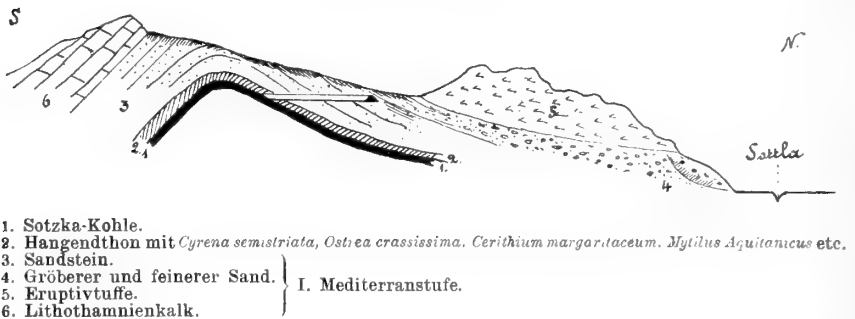 S
N.
5
6
3
Sottla
2.
1
2.
1.
4
1. Sotzka-Kohle.
2. Hangendthon mit Cyrena semistriata, Ostrea crassissima. Cerithium margaritaceum. Mytilus Aquitanicus etc.
3. Sandstein.
4. Gröberer und feinerer Sand.
5. Eruptivtuffe.
6. Lithothamnienkalk.
I. Mediterranstufe.